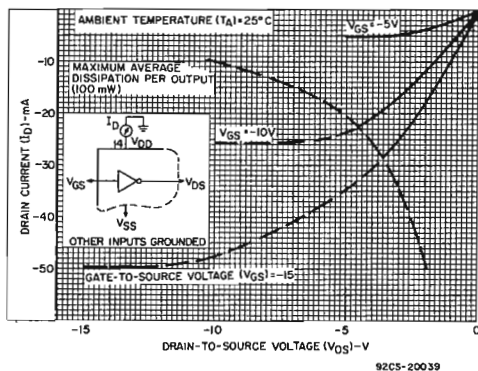 AMBIENT TEMPERATURE (TA)=25°C
VGS=-5V
MAXIMUM AVERAGE
DISSIPATION PER OUTPUT
(100 mW)
ID
14
VDD
VGS
VDS
VSS
OTHER INPUTS GROUNDED
VGS=-10V
GATE-TO-SOURCE VOLTAGE (VGS)=-15
DRAIN CURRENT (ID)-mA
-10
-20
-30
-40
-50
-15
-10
-5
0
DRAIN-TO-SOURCE VOLTAGE (VDS)-V
92CS-20039